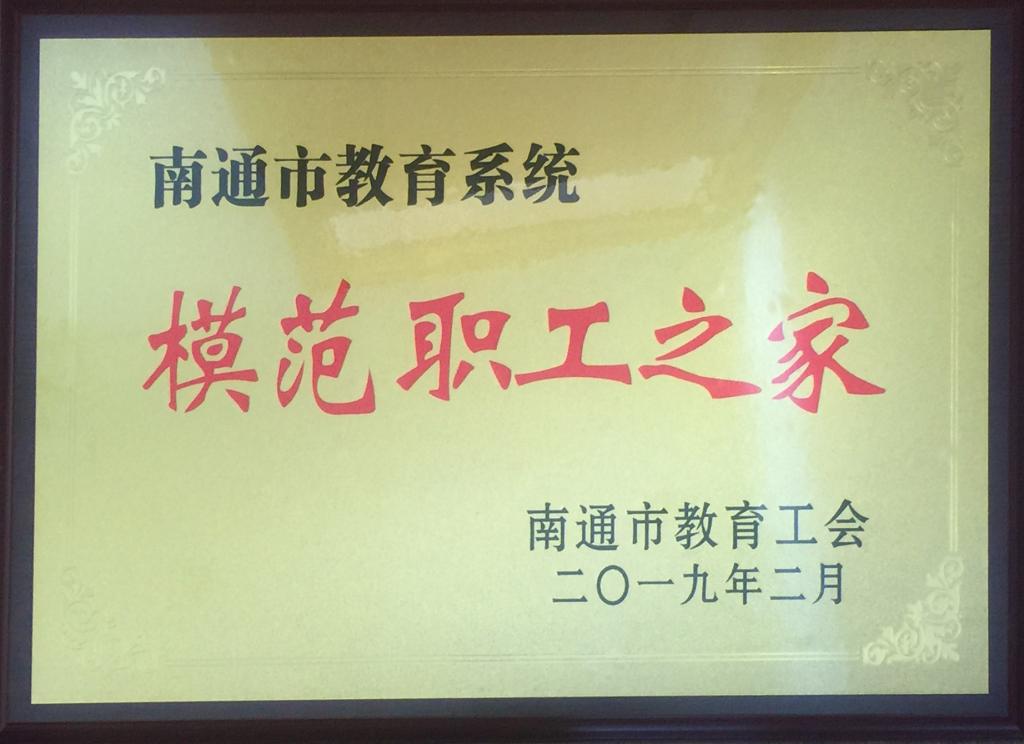 南通市教育系统
模范职工之家
南通市教育工会
二〇一九年二月